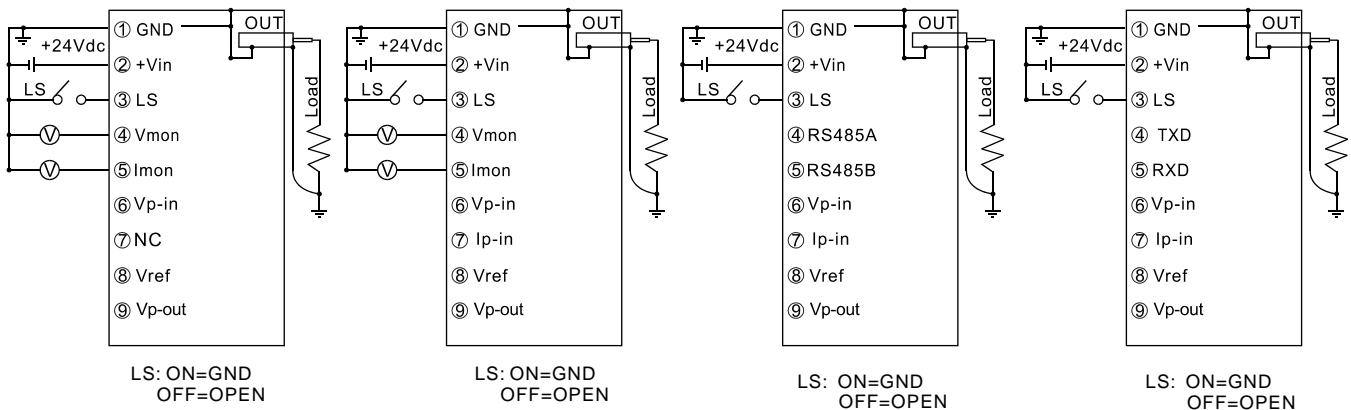 ① GND
OUT
+24Vdc
② +Vin
LS
③ LS
Load
V
④ Vmon
V
⑤ Imon
⑥ Vp-in
⑦ NC
⑧ Vref
⑨ Vp-out
LS: ON=GND
OFF=OPEN
① GND
OUT
+24Vdc
② +Vin
LS
③ LS
Load
V
④ Vmon
V
⑤ Imon
⑥ Vp-in
⑦ Ip-in
⑧ Vref
⑨ Vp-out
LS: ON=GND
OFF=OPEN
① GND
OUT
+24Vdc
② +Vin
LS
③ LS
Load
④ RS485A
⑤ RS485B
⑥ Vp-in
⑦ Ip-in
⑧ Vref
⑨ Vp-out
LS: ON=GND
OFF=OPEN
① GND
OUT
+24Vdc
② +Vin
LS
③ LS
Load
④ TXD
⑤ RXD
⑥ Vp-in
⑦ Ip-in
⑧ Vref
⑨ Vp-out
LS: ON=GND
OFF=OPEN